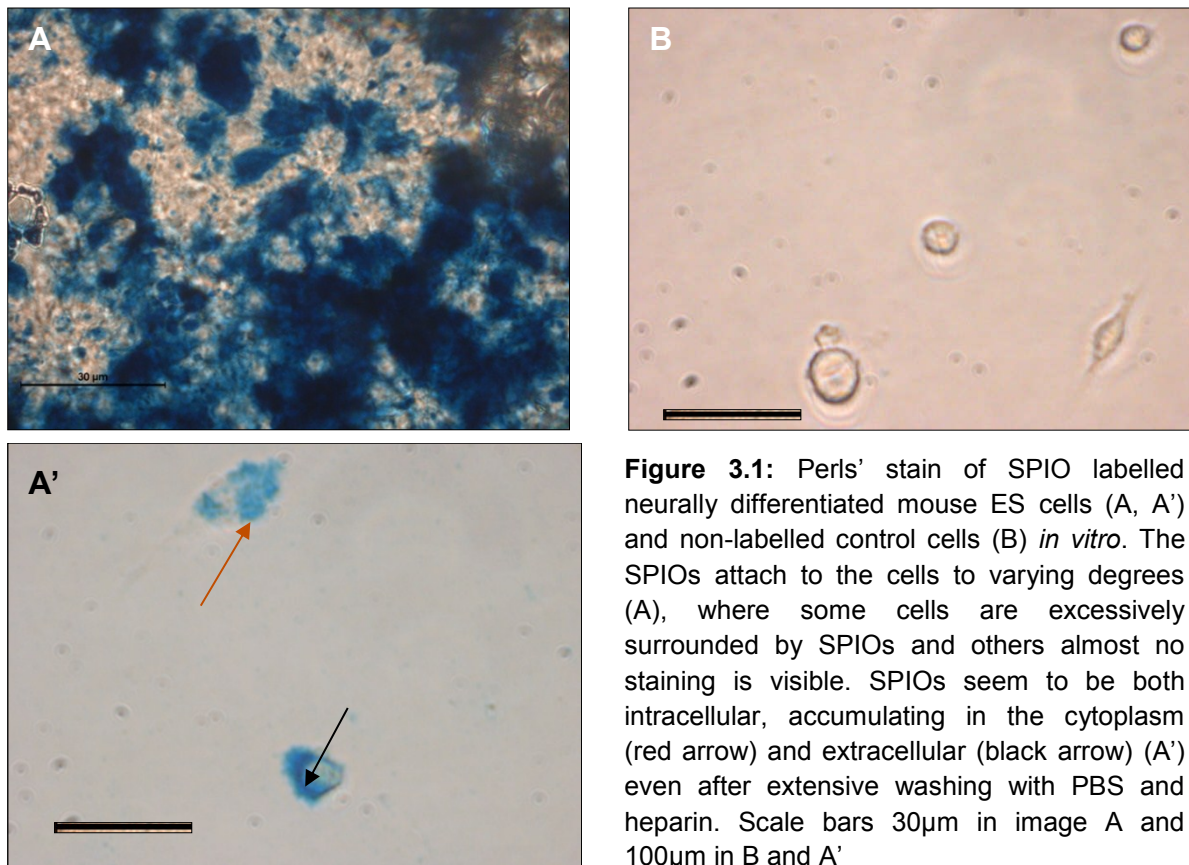 A
30 µm
B
A’
Figure 3.1: Perls’ stain of SPIO labelled
neurally differentiated mouse ES cells (A, A’)
and non-labelled control cells (B) in vitro. The
SPIOs attach to the cells to varying degrees
(A), where some cells are excessively
surrounded by SPIOs and others almost no
staining is visible. SPIOs seem to be both
intracellular, accumulating in the cytoplasm
(red arrow) and extracellular (black arrow) (A’)
even after extensive washing with PBS and
heparin. Scale bars 30µm in image A and
100µm in B and A’